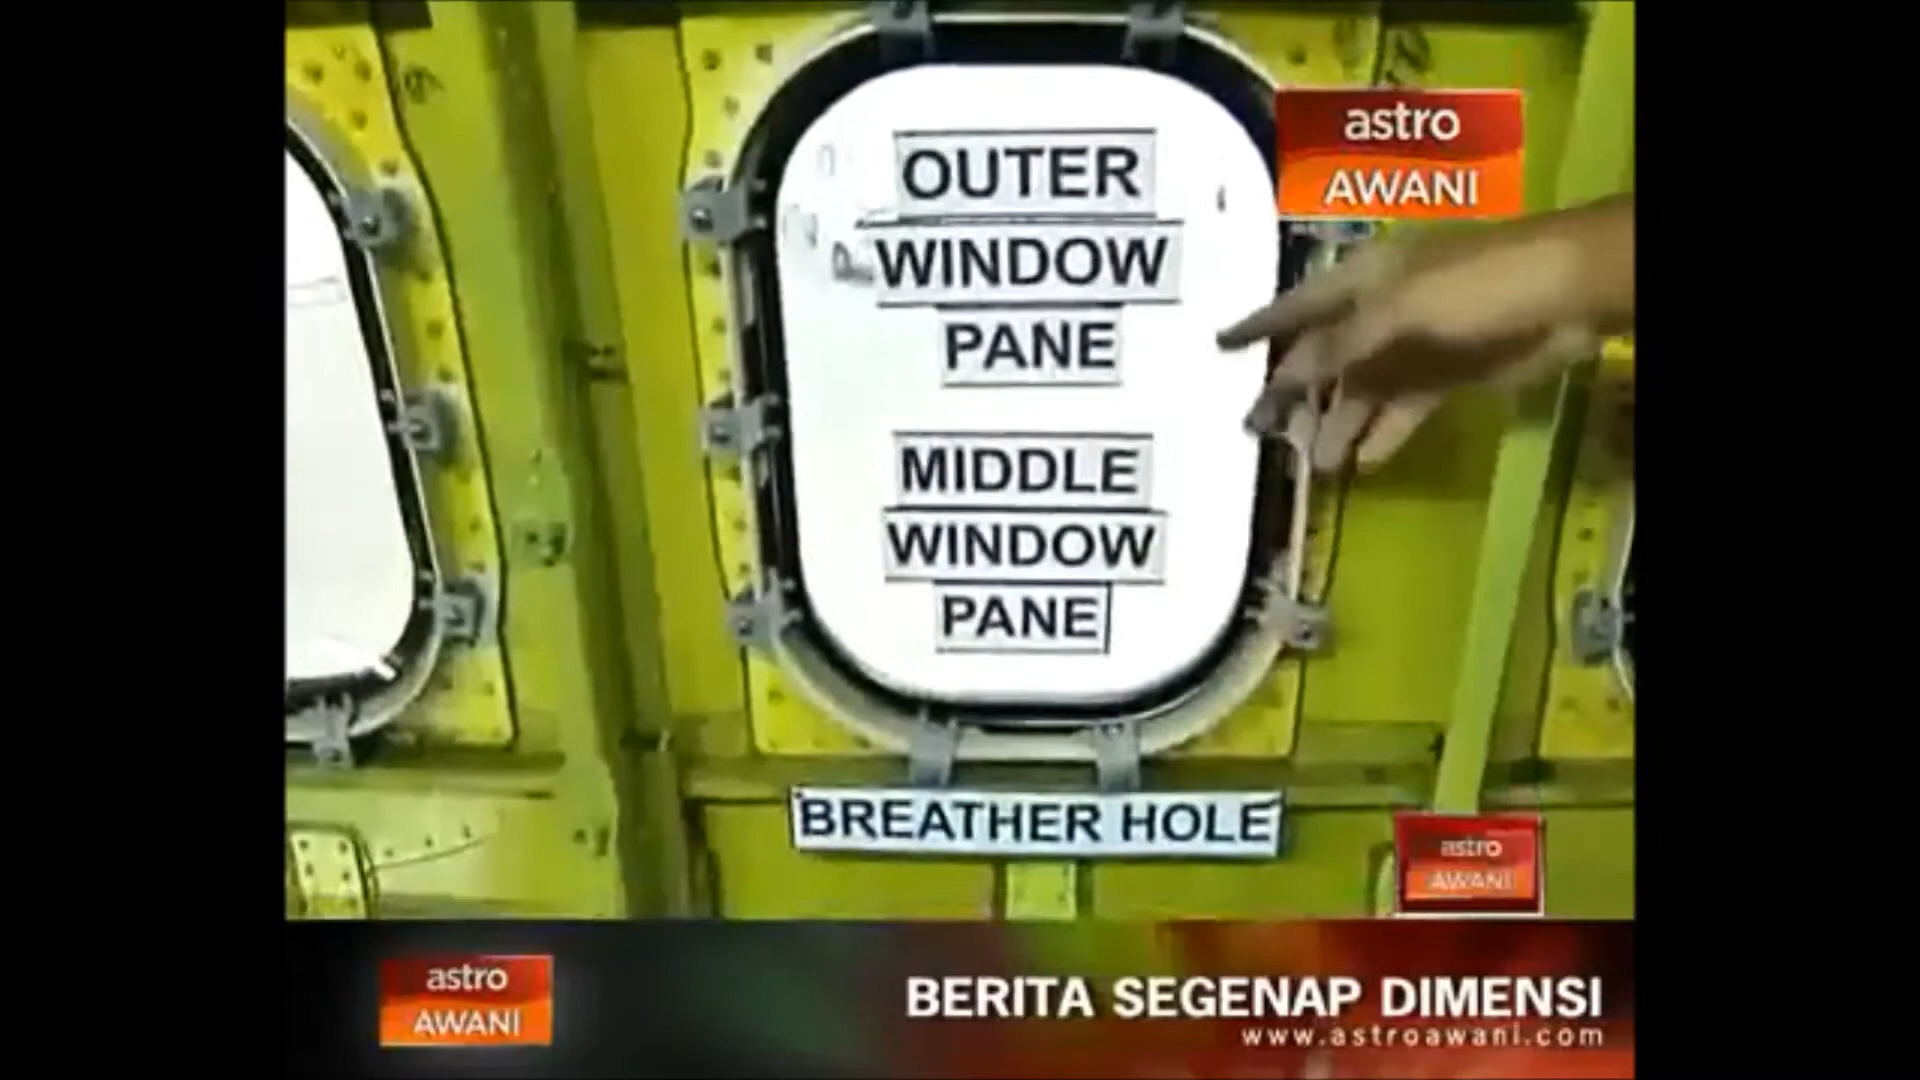 OUTER
WINDOW
PANE
MIDDLE
WINDOW
PANE
BREATHER HOLE
astro
AWANI
astro
AWANI
astro
AWANI
BERITA SEGENAP DIMENSI
www.astroawani.com